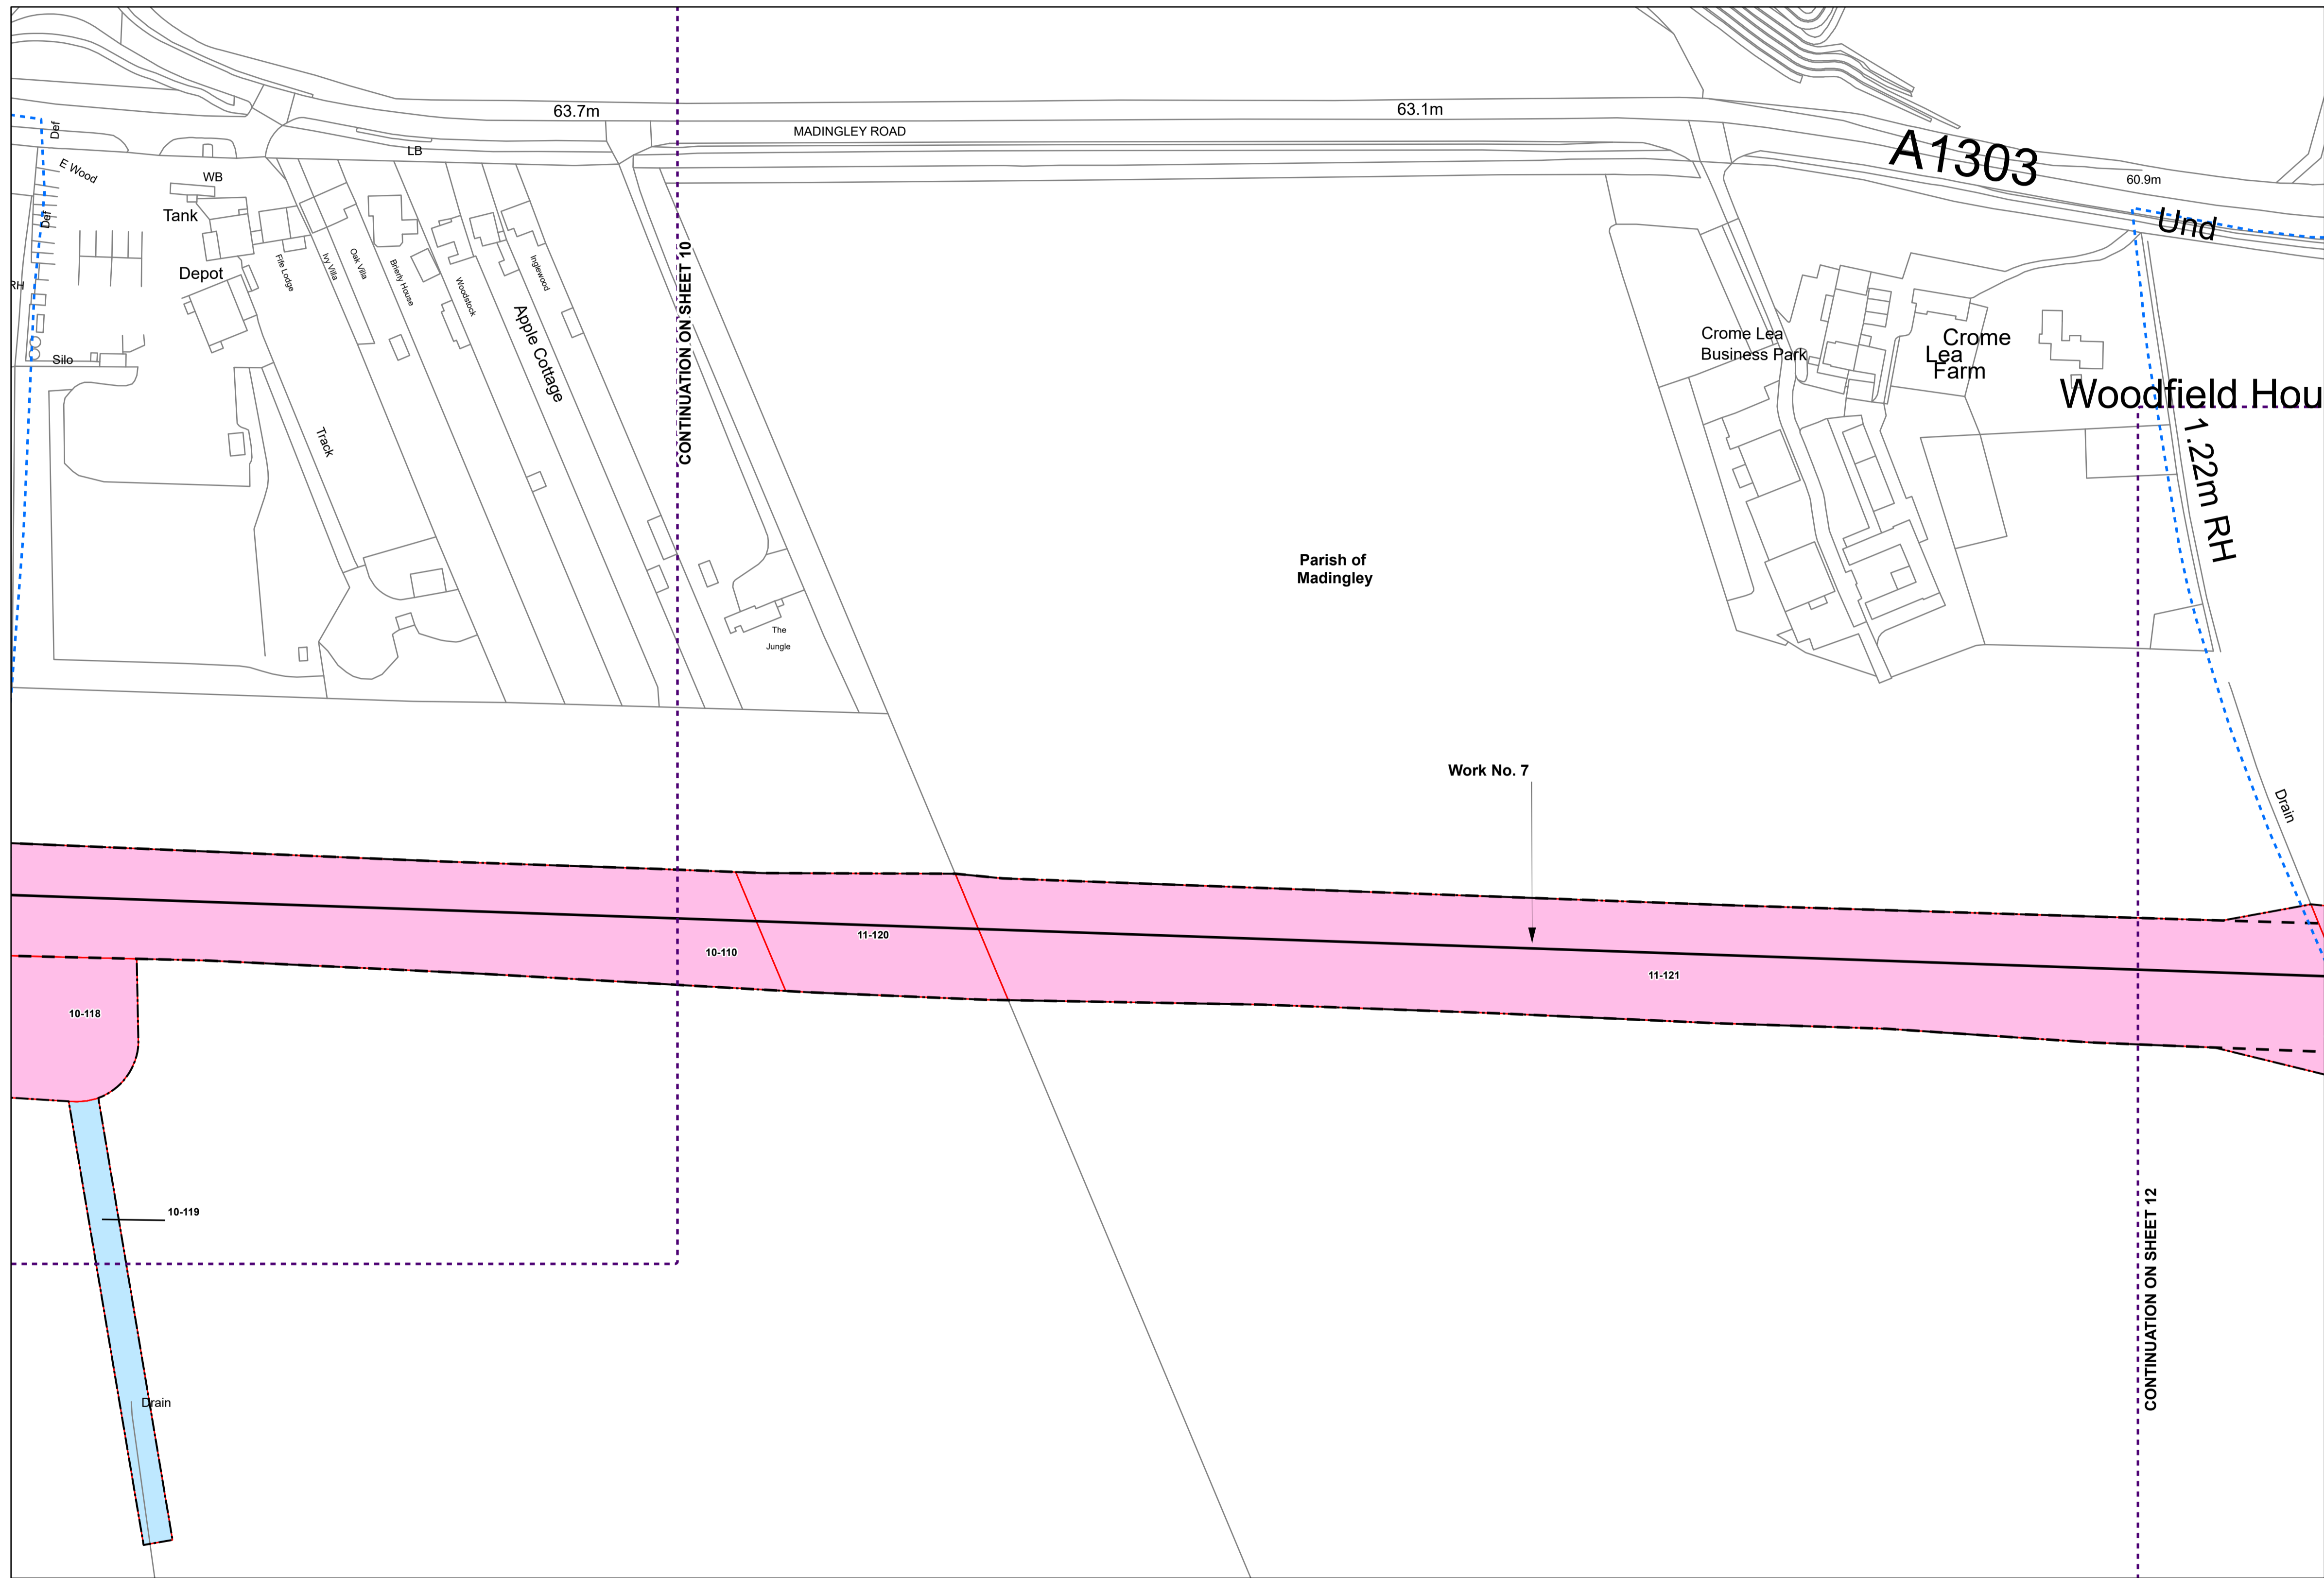 63.7m
63.1m
MADINGLEY ROAD
A1303
60.9m
Und
Def
E Wood
LB
WB
Def
Tank
Depot
RH
Silo
Fife Lodge
Ivy Villa
Oak Villa
Brierly House
Woodstock
Apple Cottage
Inglewood
Track
CONTINUATION ON SHEET 10
Crome Lea
Business Park
Crome
Lea
Farm
Woodfield Hou
1.22m RH
Parish of
Madingley
The
Jungle
Work No. 7
Drain
11-120
10-110
11-121
10-118
10-119
CONTINUATION ON SHEET 12
Drain